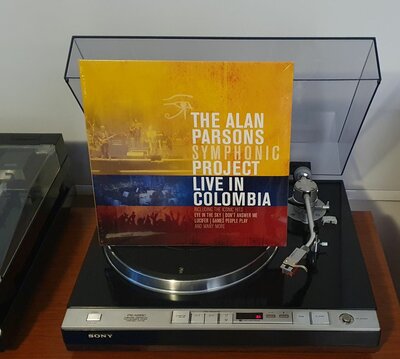 THE ALAN
PARSONS
SYMPHONIC
PROJECT
LIVE IN
COLOMBIA
INCLUDING THE ICONIC HITS
EYE IN THE SKY | DON'T ANSWER ME
LUCIFER | GAMES PEOPLE PLAY
AND MANY MORE
SONY